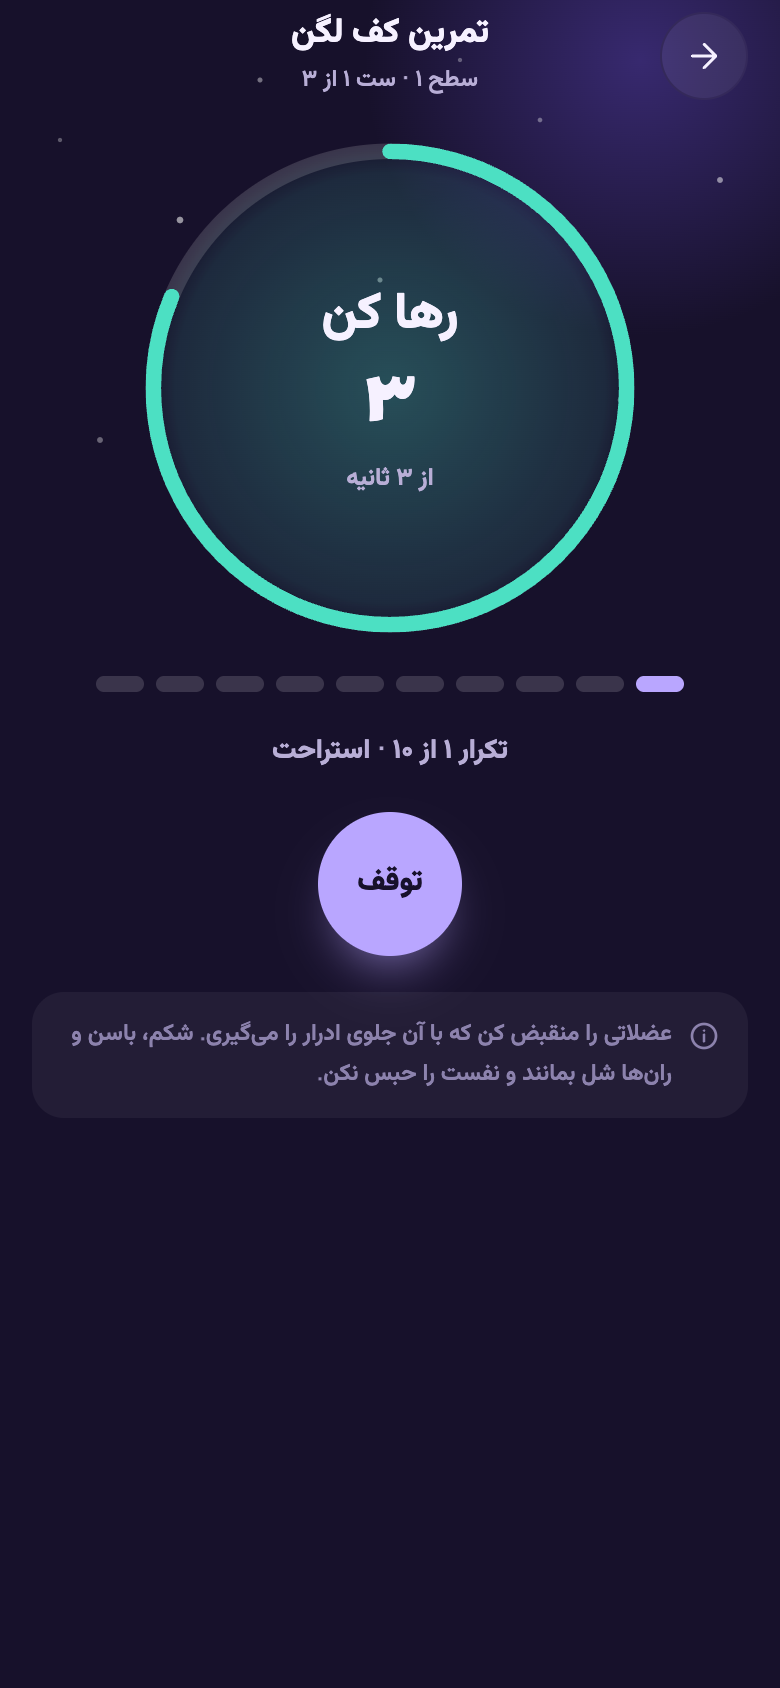 تمرین کف لگن
سطح ۱ · ست ۱ از ۳
رها کن
۳
از ۳ ثانیه
تکرار ۱ از ۱۰ · استراحت
توقف
عضلاتی را منقبض کن که با آن جلوی ادرار را می‌گیری. شکم، باسن و
ران‌ها شل بمانند و نفست را حبس نکن.